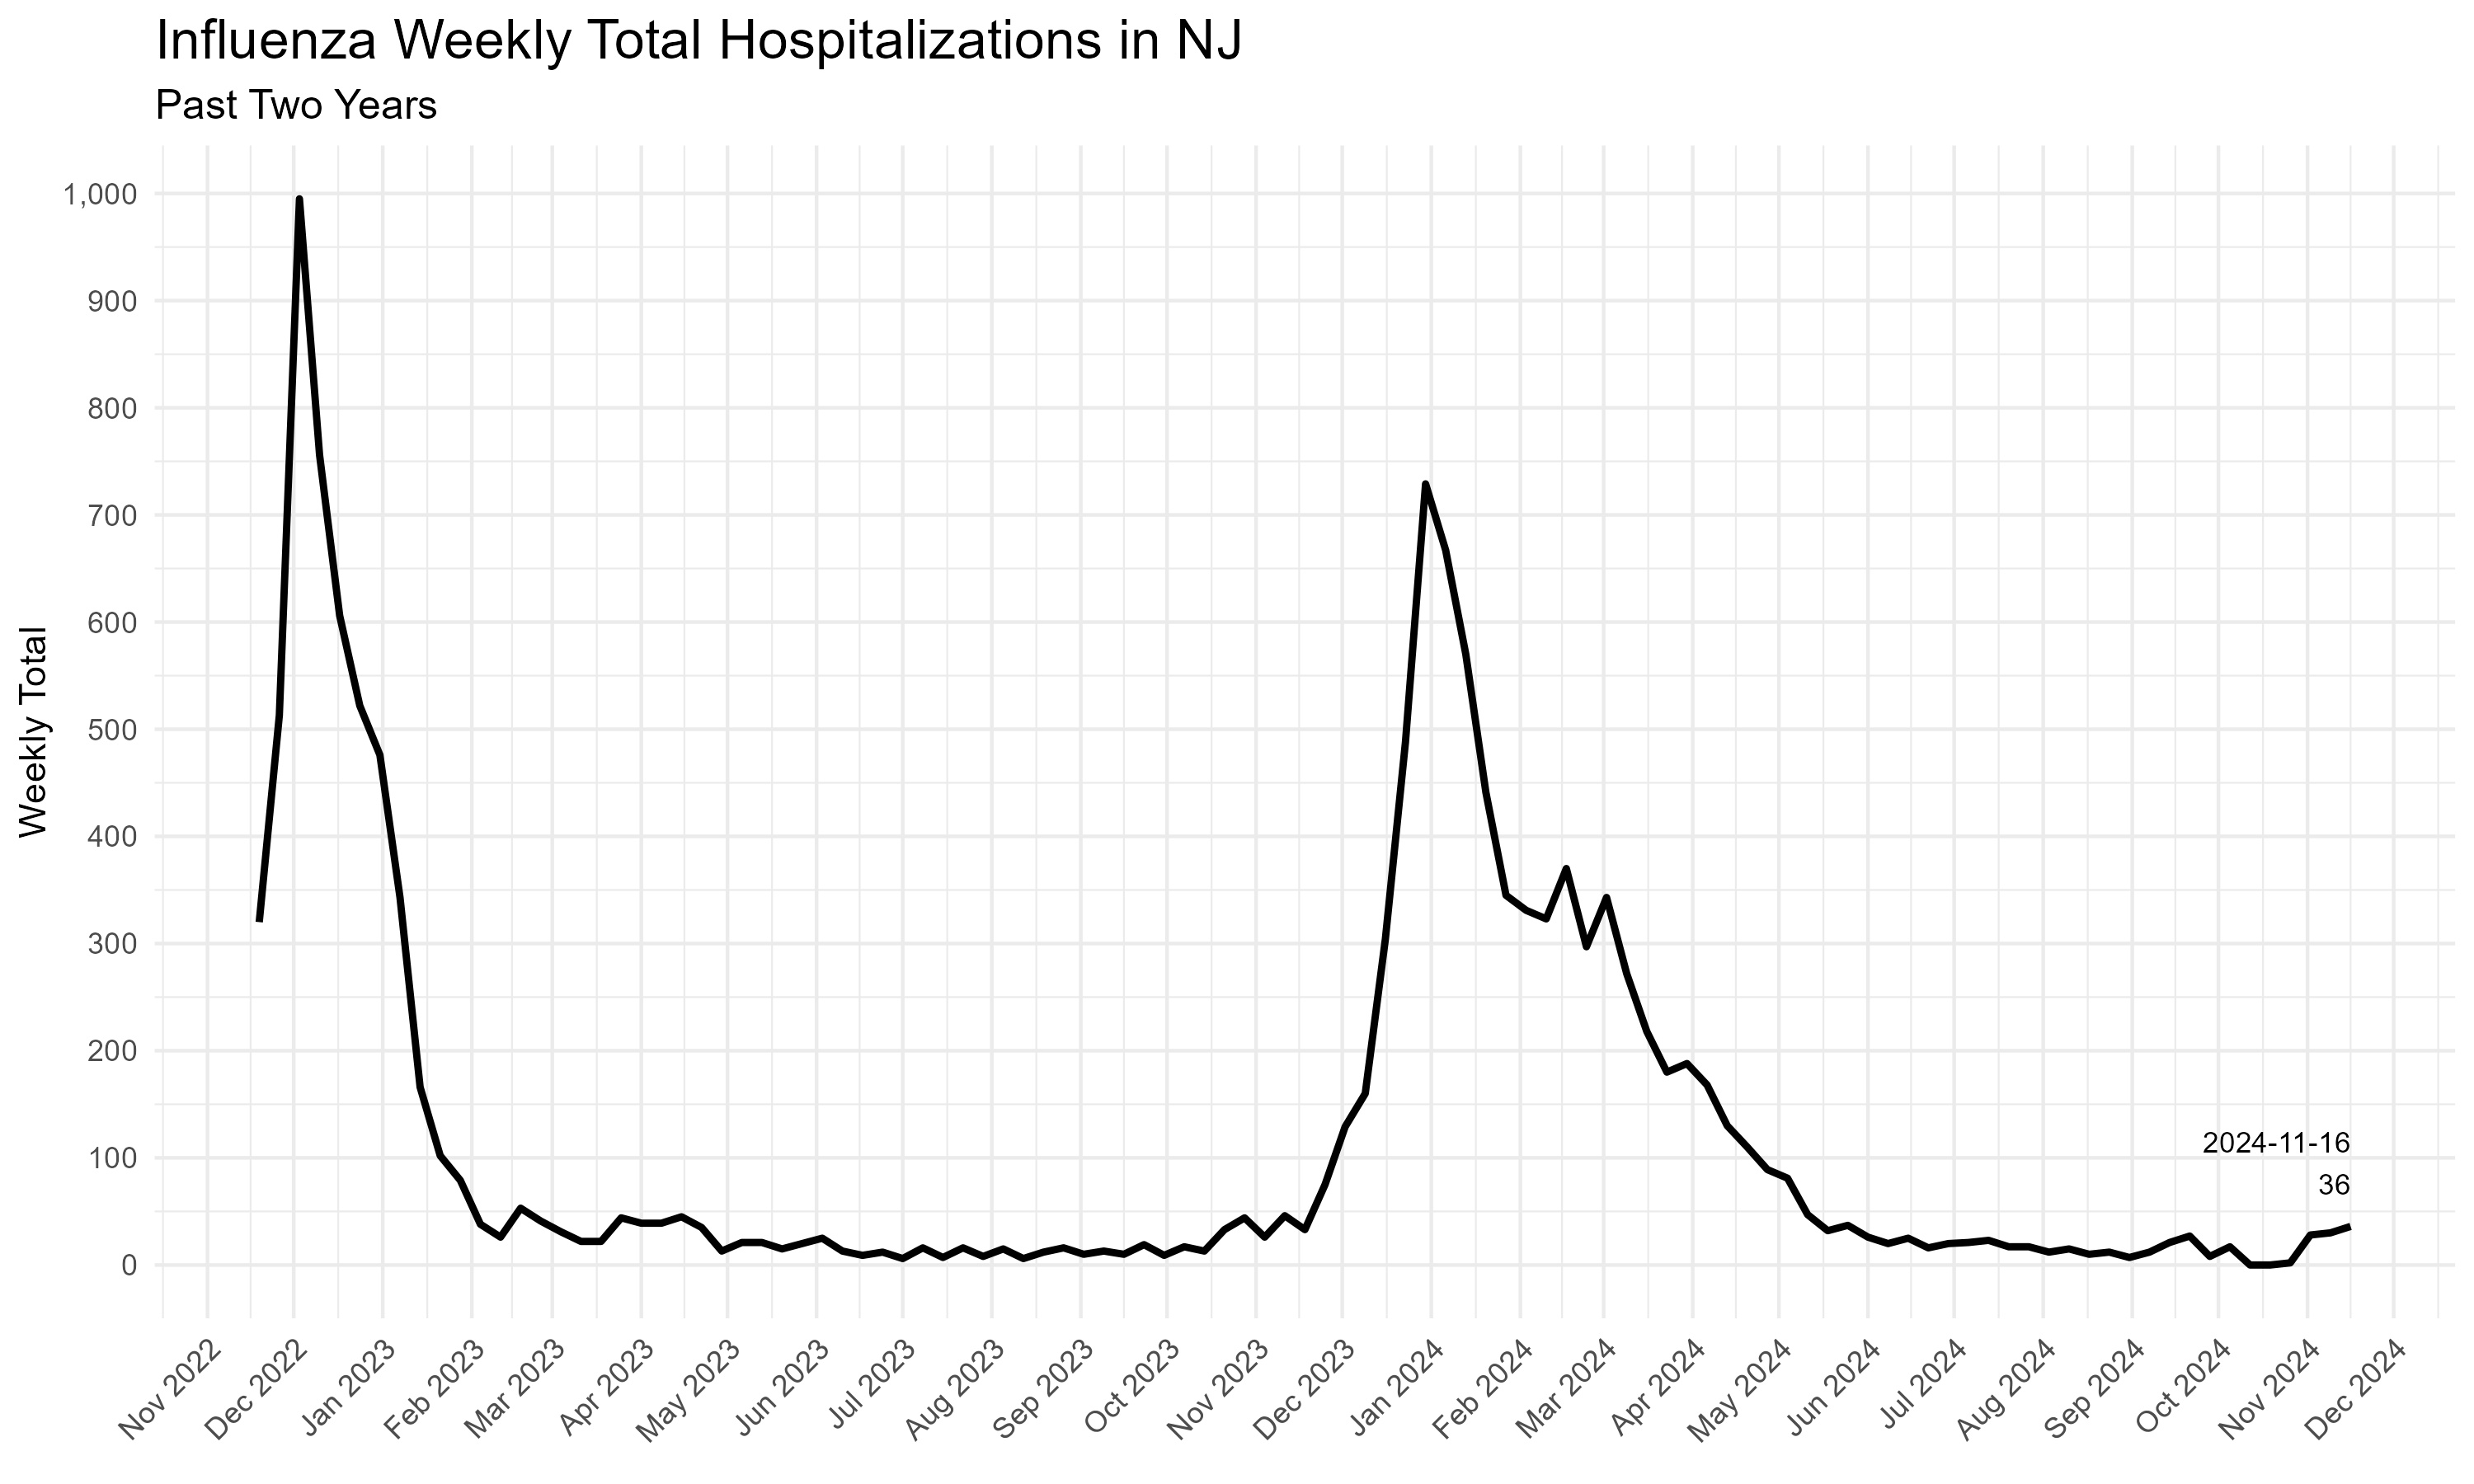 Influenza Weekly Total Hospitalizations in NJ
Past Two Years
Weekly Total
1,000
900
800
700
600
500
400
300
200
100
0
2024-11-16
36
Nov 2022
Dec 2022
Jan 2023
Feb 2023
Mar 2023
Apr 2023
May 2023
Jun 2023
Jul 2023
Aug 2023
Sep 2023
Oct 2023
Nov 2023
Dec 2023
Jan 2024
Feb 2024
Mar 2024
Apr 2024
May 2024
Jun 2024
Jul 2024
Aug 2024
Sep 2024
Oct 2024
Nov 2024
Dec 2024